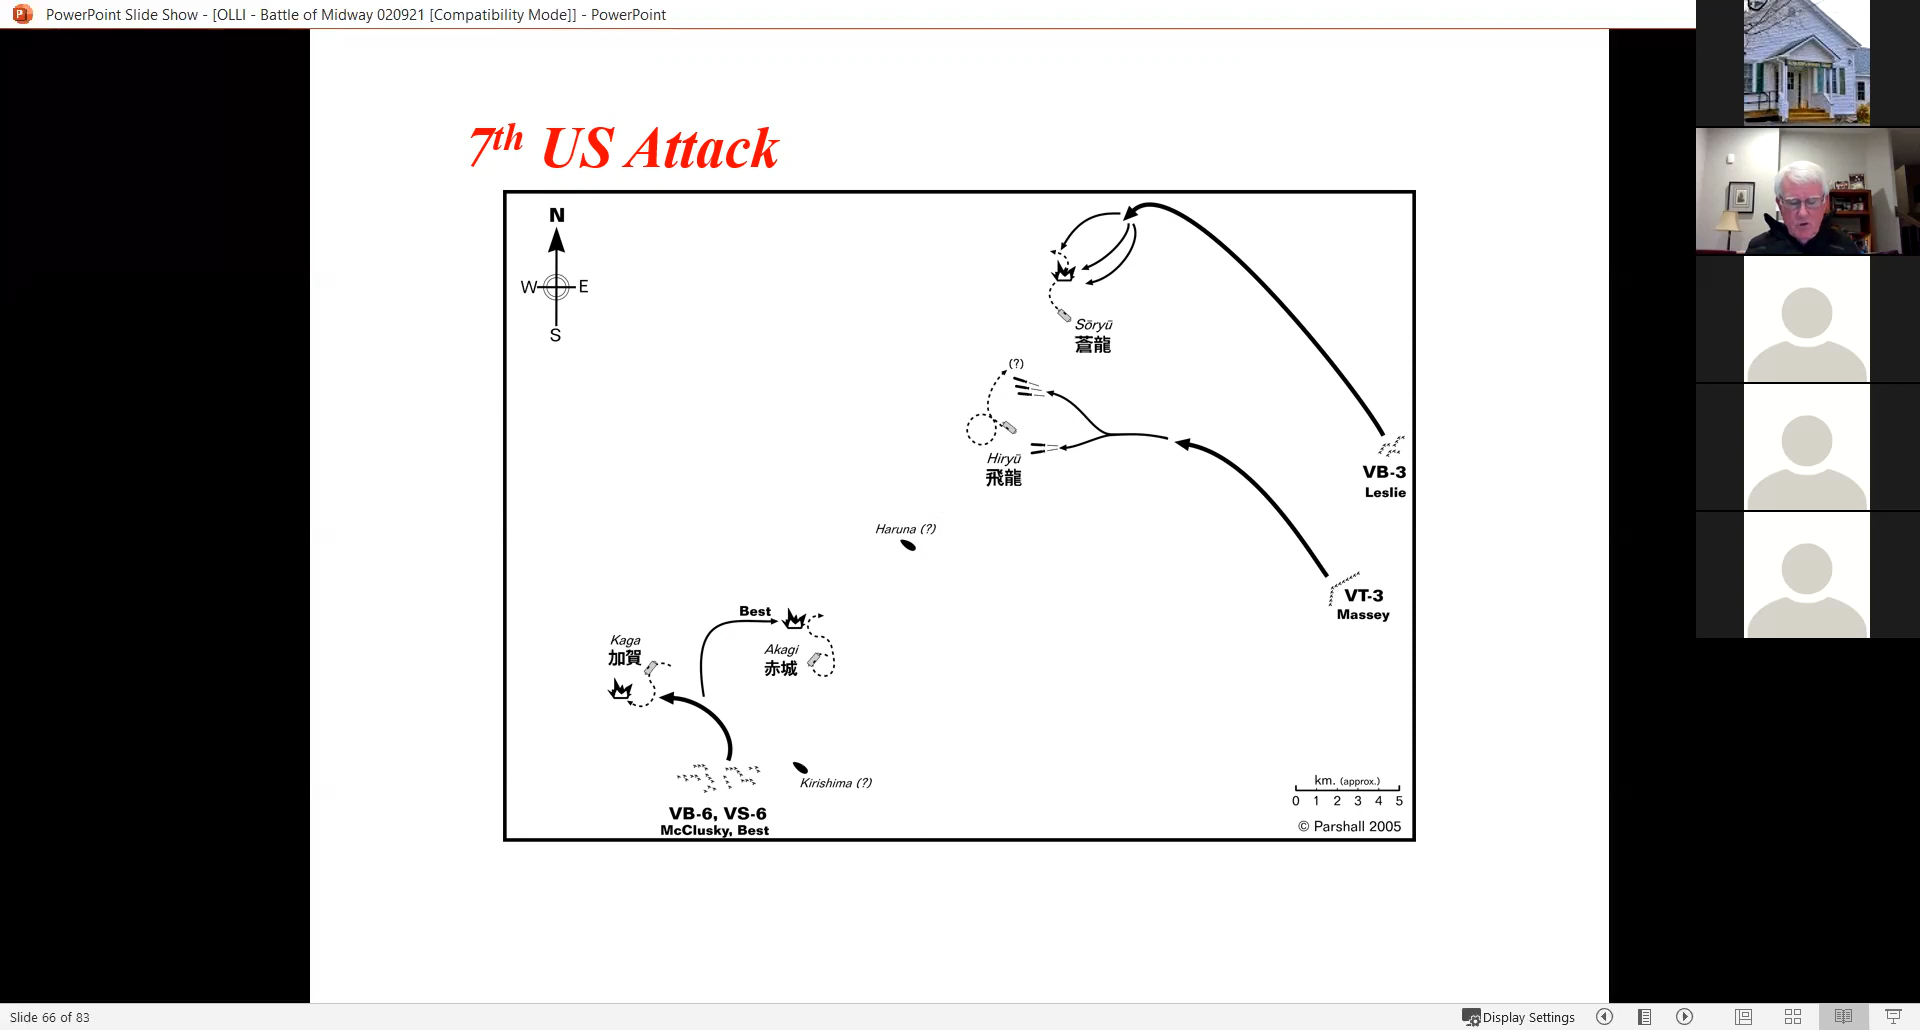 PowerPoint Slide Show - [OLLI - Battle of Midway 020921 [Compatibility Mode]] - PowerPoint
7th US Attack
N
W E
S
Sōryū
蒼龍
(?)
Hiryū
飛龍
VB-3
Leslie
Haruna (?)
VT-3
Massey
Best
Kaga
加賀
Akagi
赤城
Kirishima (?)
VB-6, VS-6
McClusky, Best
km. (approx.)
0 1 2 3 4 5
© Parshall 2005
Slide 66 of 83
Display Settings